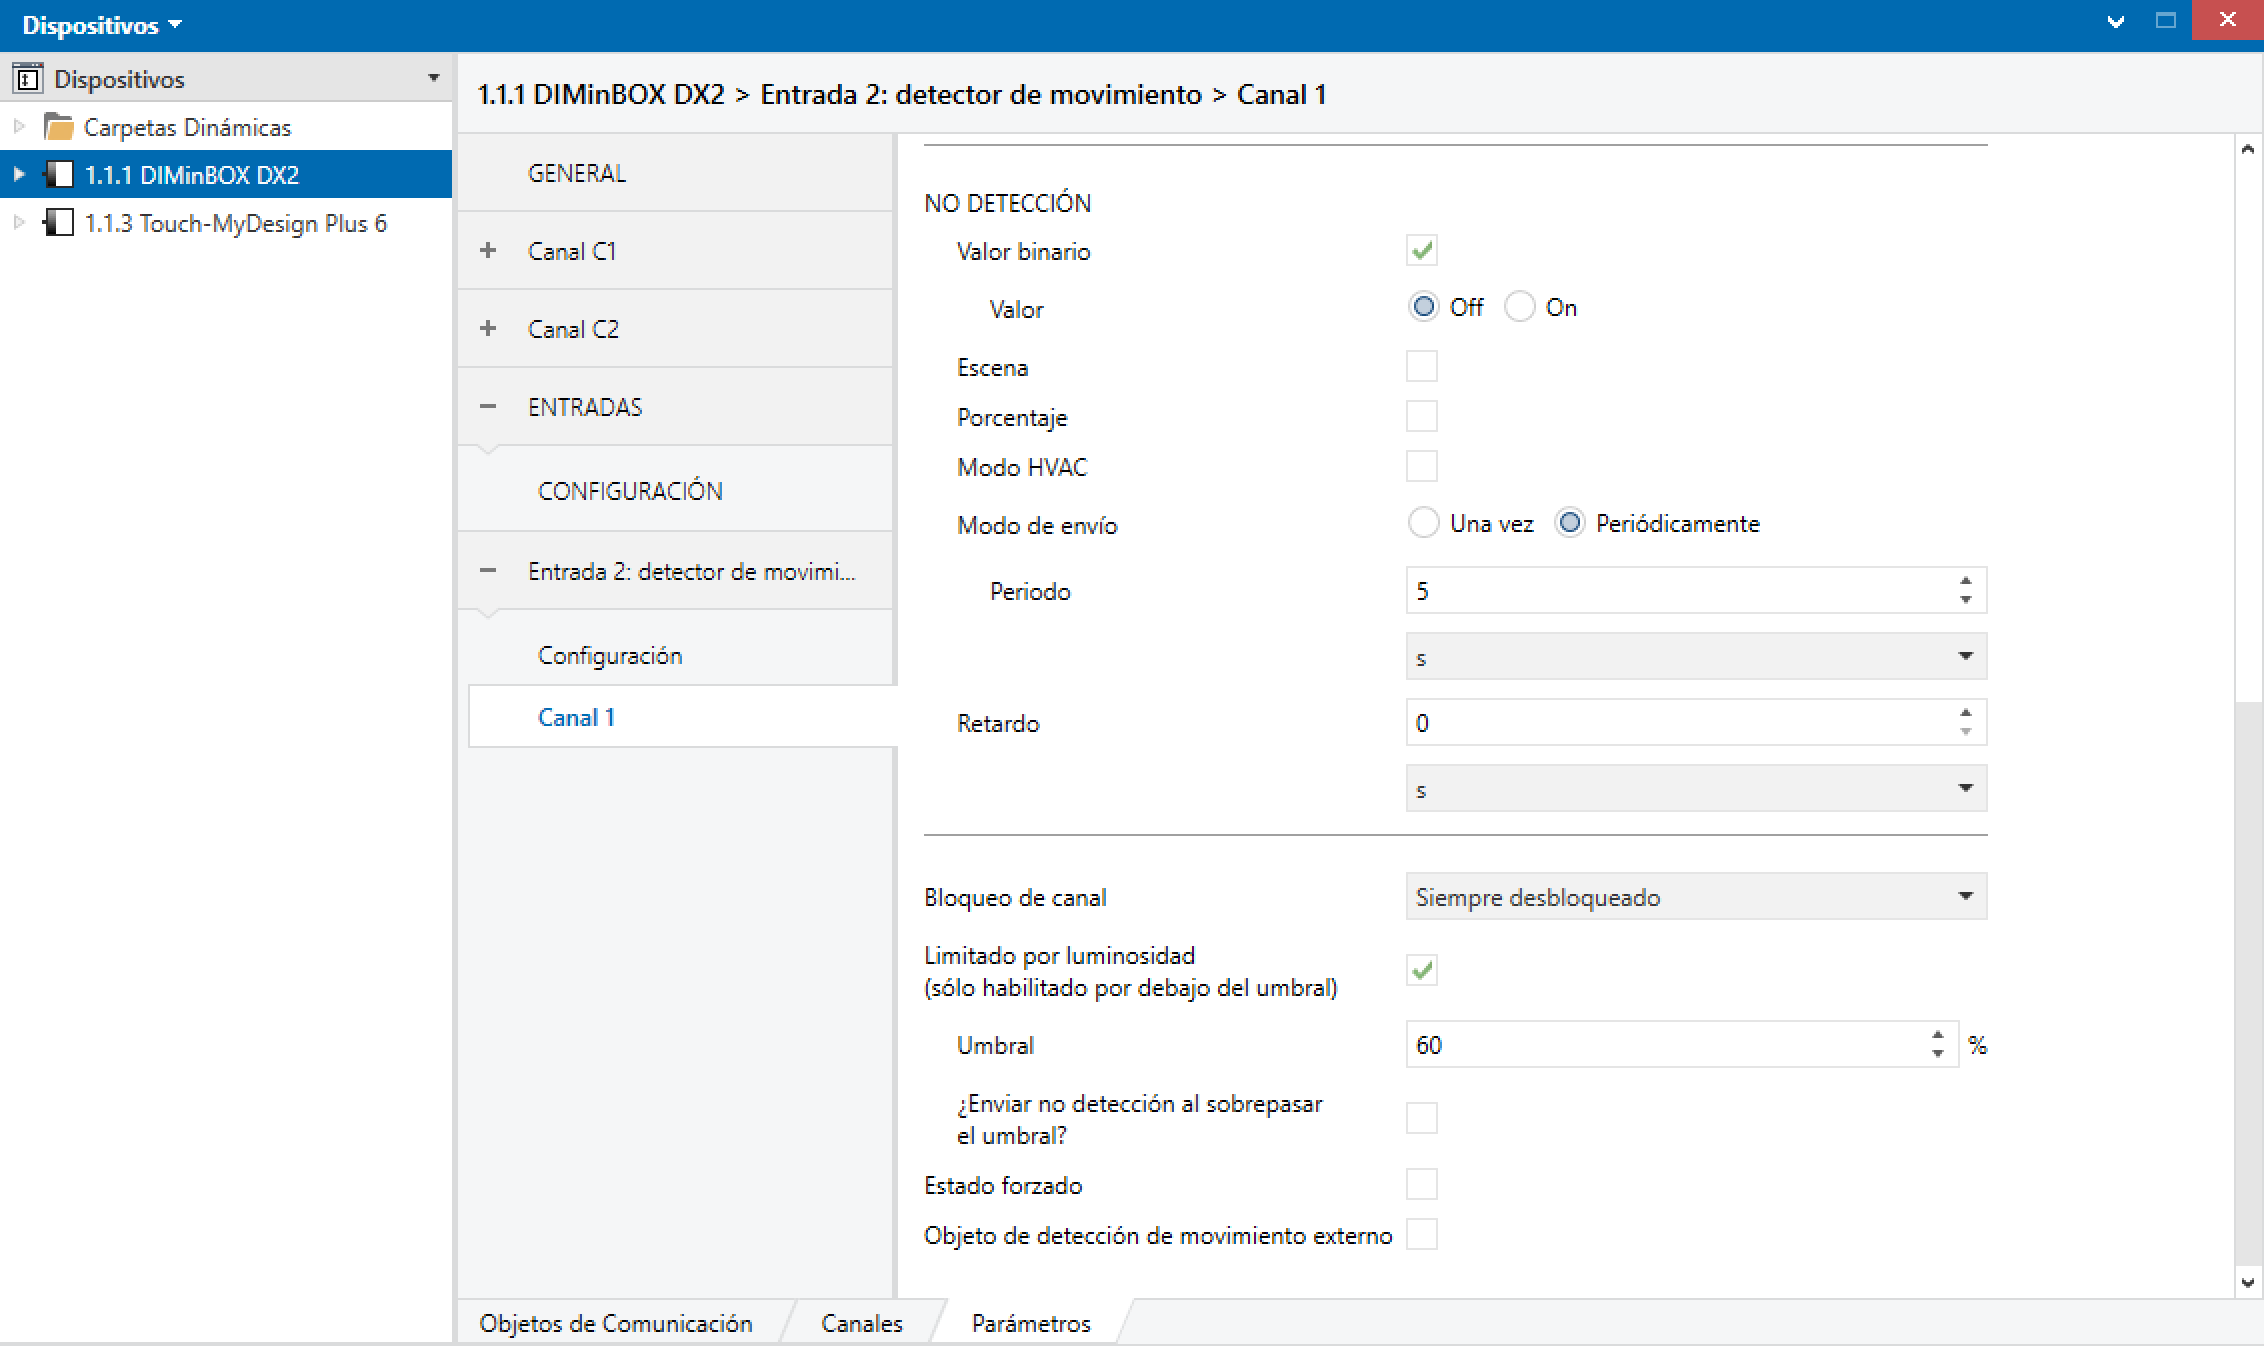 Dispositivos
Dispositivos
Carpetas Dinámicas
1.1.1 DIMinBOX DX2
1.1.3 Touch-MyDesign Plus 6
1.1.1 DIMinBOX DX2 > Entrada 2: detector de movimiento > Canal 1
GENERAL
Canal C1
Canal C2
ENTRADAS
CONFIGURACIÓN
Entrada 2: detector de movimi...
Configuración
Canal 1
NO DETECCIÓN
Valor binario
Valor
Off On
Escena
Porcentaje
Modo HVAC
Modo de envío
Una vez Periódicamente
Periodo
5
s
Retardo
0
s
Bloqueo de canal
Siempre desbloqueado
Limitado por luminosidad
(sólo habilitado por debajo del umbral)
Umbral
60 %
¿Enviar no detección al sobrepasar
el umbral?
Estado forzado
Objeto de detección de movimiento externo
Objetos de Comunicación
Canales
Parámetros